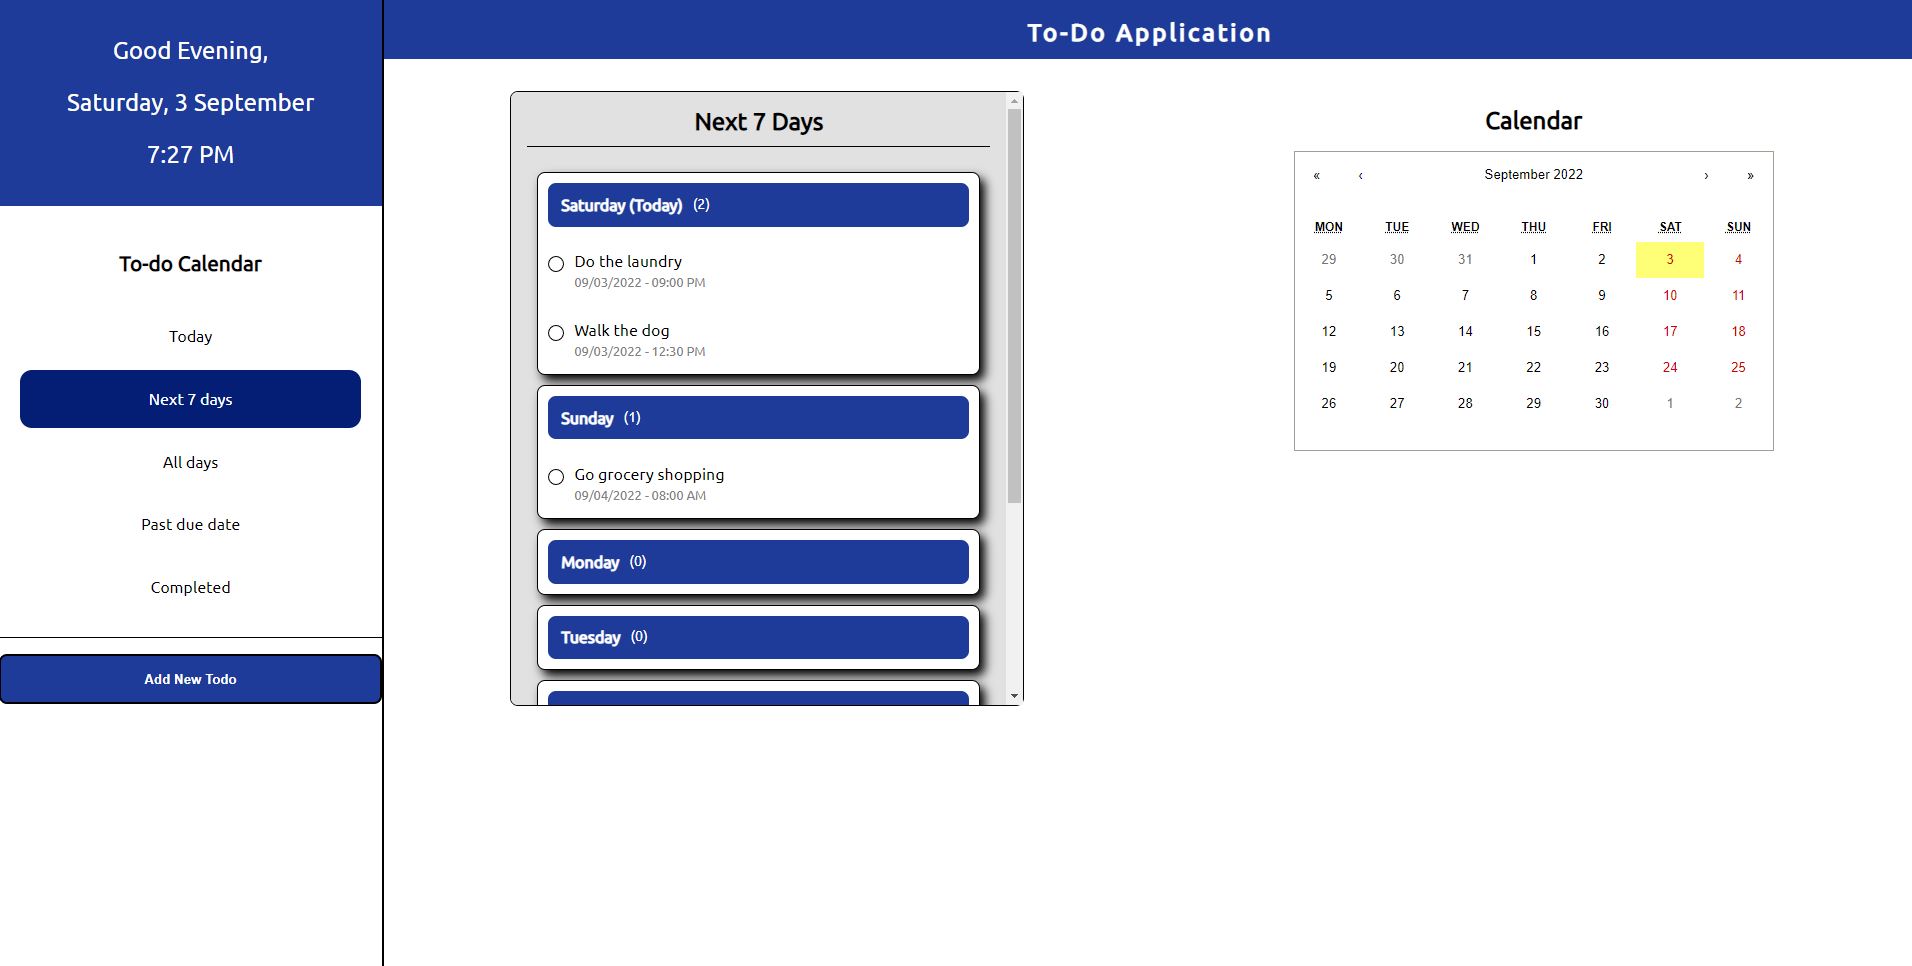 Good Evening,
Saturday, 3 September
7:27 PM
To-do Calendar
Today
Next 7 days
All days
Past due date
Completed
Add New Todo
To-Do Application
Next 7 Days
Saturday (Today) (2)
Do the laundry
09/03/2022 - 09:00 PM
Walk the dog
09/03/2022 - 12:30 PM
Sunday (1)
Go grocery shopping
09/04/2022 - 08:00 AM
Monday (0)
Tuesday (0)
Calendar
« ‹ September 2022 › »
MON TUE WED THU FRI SAT SUN
29 30 31 1 2 3 4
5 6 7 8 9 10 11
12 13 14 15 16 17 18
19 20 21 22 23 24 25
26 27 28 29 30 1 2